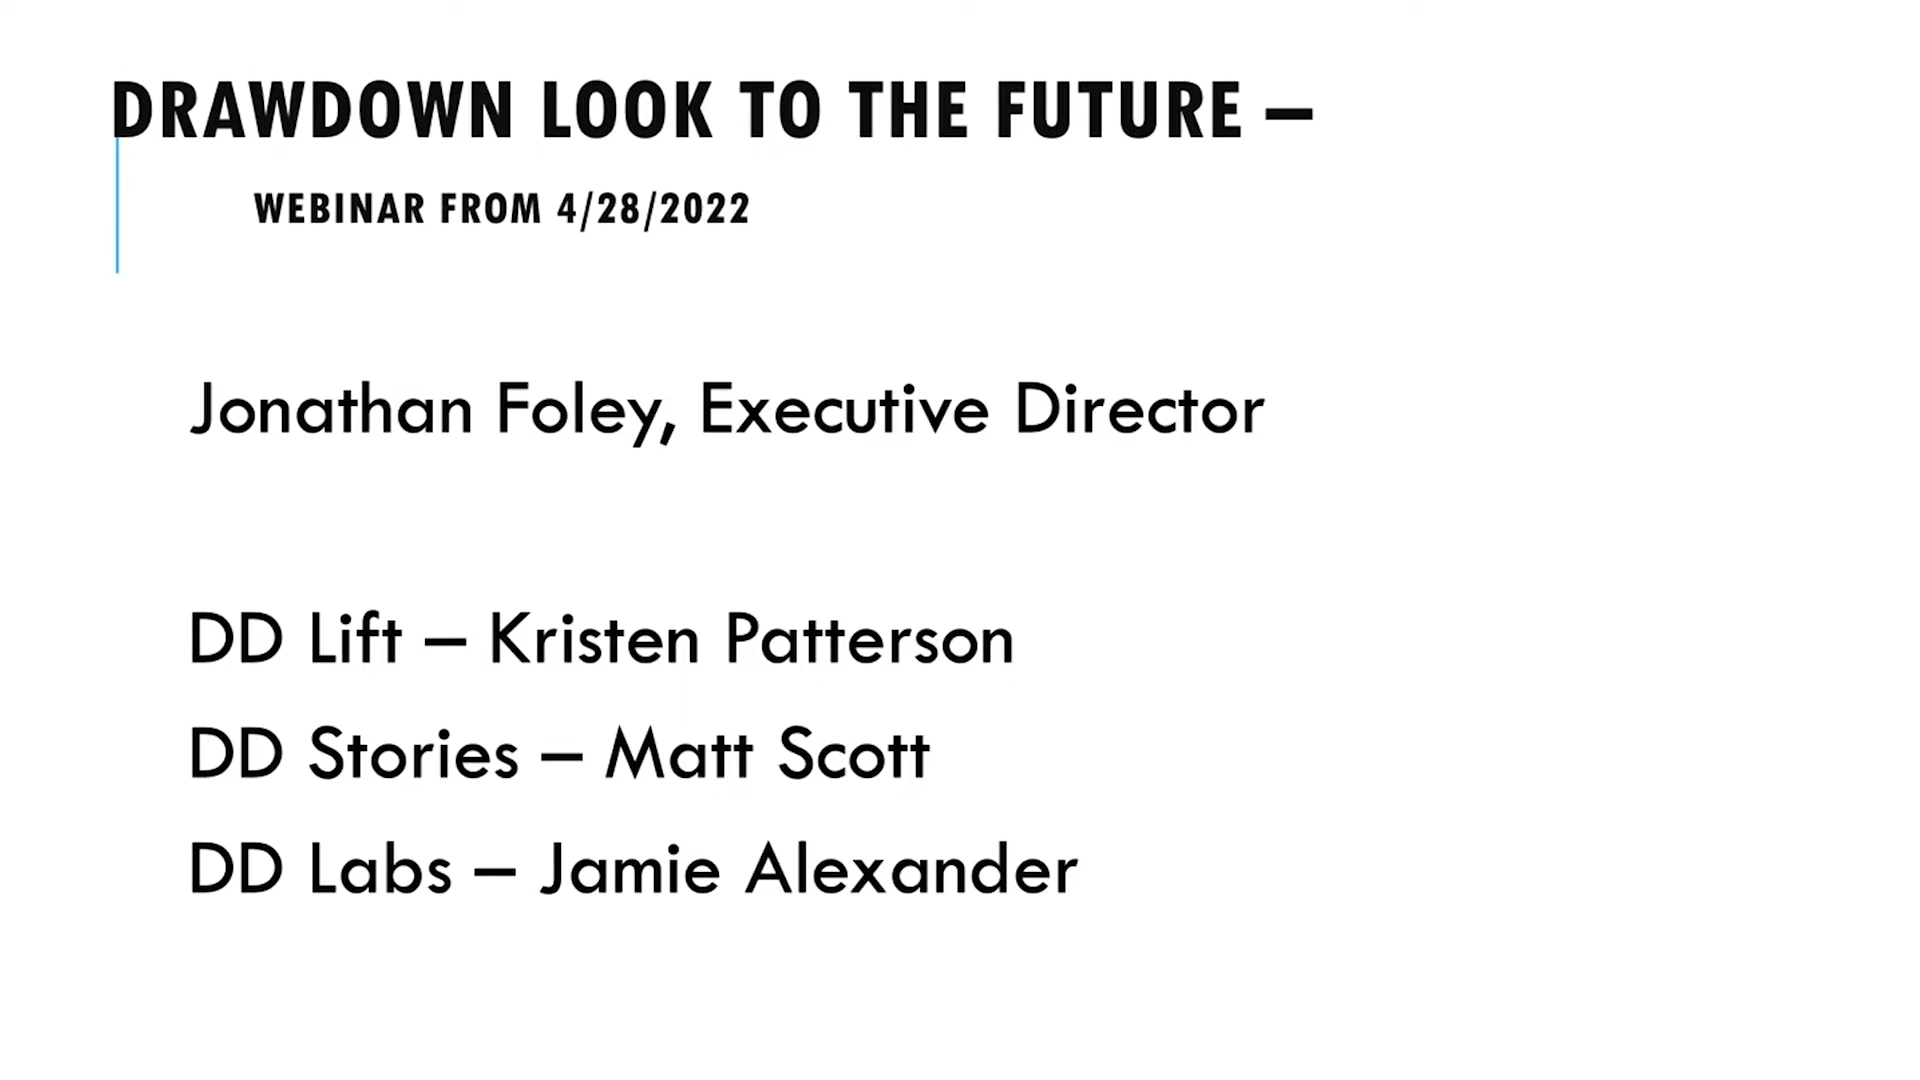 DRAWDOWN LOOK TO THE FUTURE –
WEBINAR FROM 4/28/2022
Jonathan Foley, Executive Director
DD Lift – Kristen Patterson
DD Stories – Matt Scott
DD Labs – Jamie Alexander